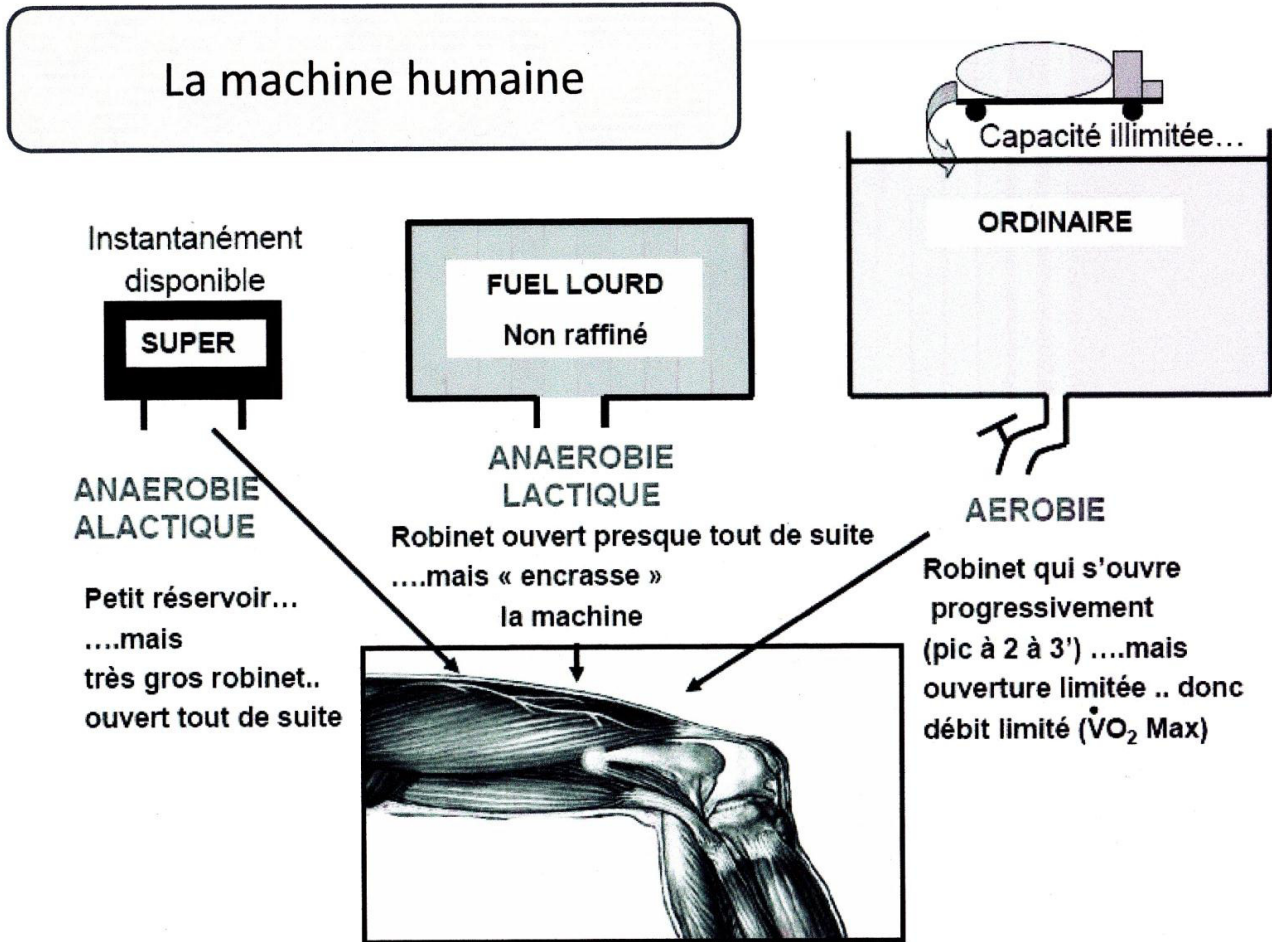 La machine humaine
Capacité illimitée...
ORDINAIRE
Instantanément
disponible
SUPER
FUEL LOURD
Non raffiné
ANAEROBIE
ALACTIQUE
Petit réservoir...
....mais
très gros robinet..
ouvert tout de suite
ANAEROBIE
LACTIQUE
Robinet ouvert presque tout de suite
....mais « encrasse »
la machine
AEROBIE
Robinet qui s'ouvre
progressivement
(pic à 2 à 3') ....mais
ouverture limitée .. donc
débit limité (V̇O₂ Max)